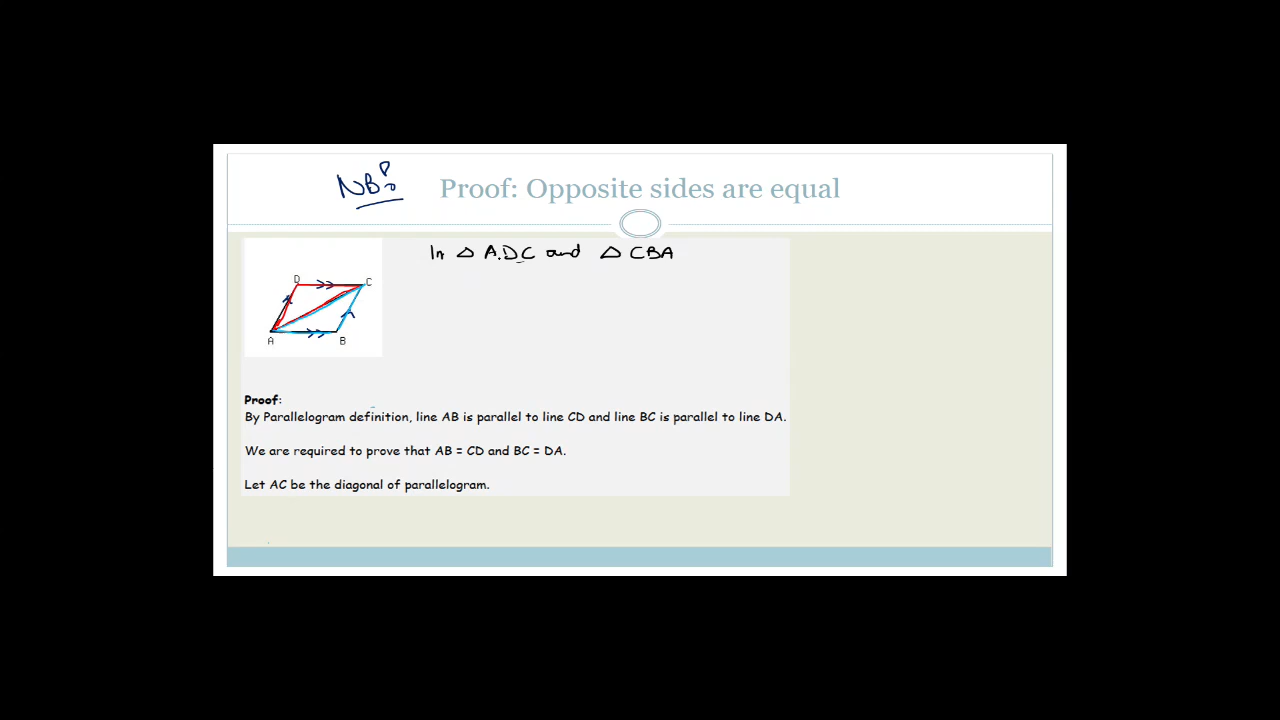 NB:
Proof: Opposite sides are equal
In △ ADC and △ CBA
D
C
A
B
Proof:
By Parallelogram definition, line AB is parallel to line CD and line BC is parallel to line DA.
We are required to prove that AB = CD and BC = DA.
Let AC be the diagonal of parallelogram.